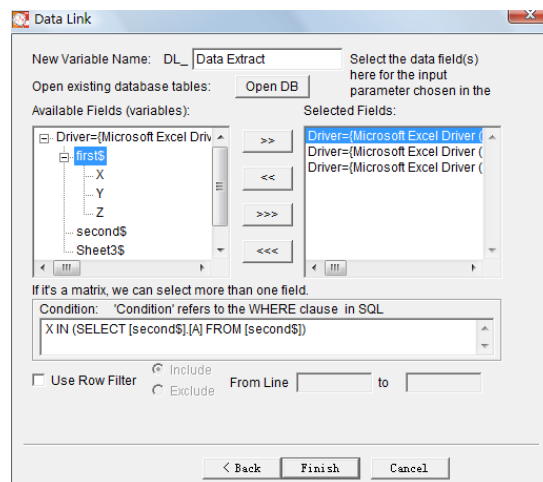 Data Link
New Variable Name: DL_ Data Extract
Select the data field(s)
here for the input
parameter chosen in the
Open existing database tables: Open DB
Available Fields (variables):
Selected Fields:
Driver={Microsoft Excel Driv
first$
X
Y
Z
second$
Sheet3$
>>
<<
>>>
<<<
Driver={Microsoft Excel Driver (
Driver={Microsoft Excel Driver (
Driver={Microsoft Excel Driver (
If it's a matrix, we can select more than one field.
Condition: 'Condition' refers to the WHERE clause in SQL
X IN (SELECT [second$].[A] FROM [second$])
Use Row Filter
Include
Exclude
From Line to
< Back Finish Cancel